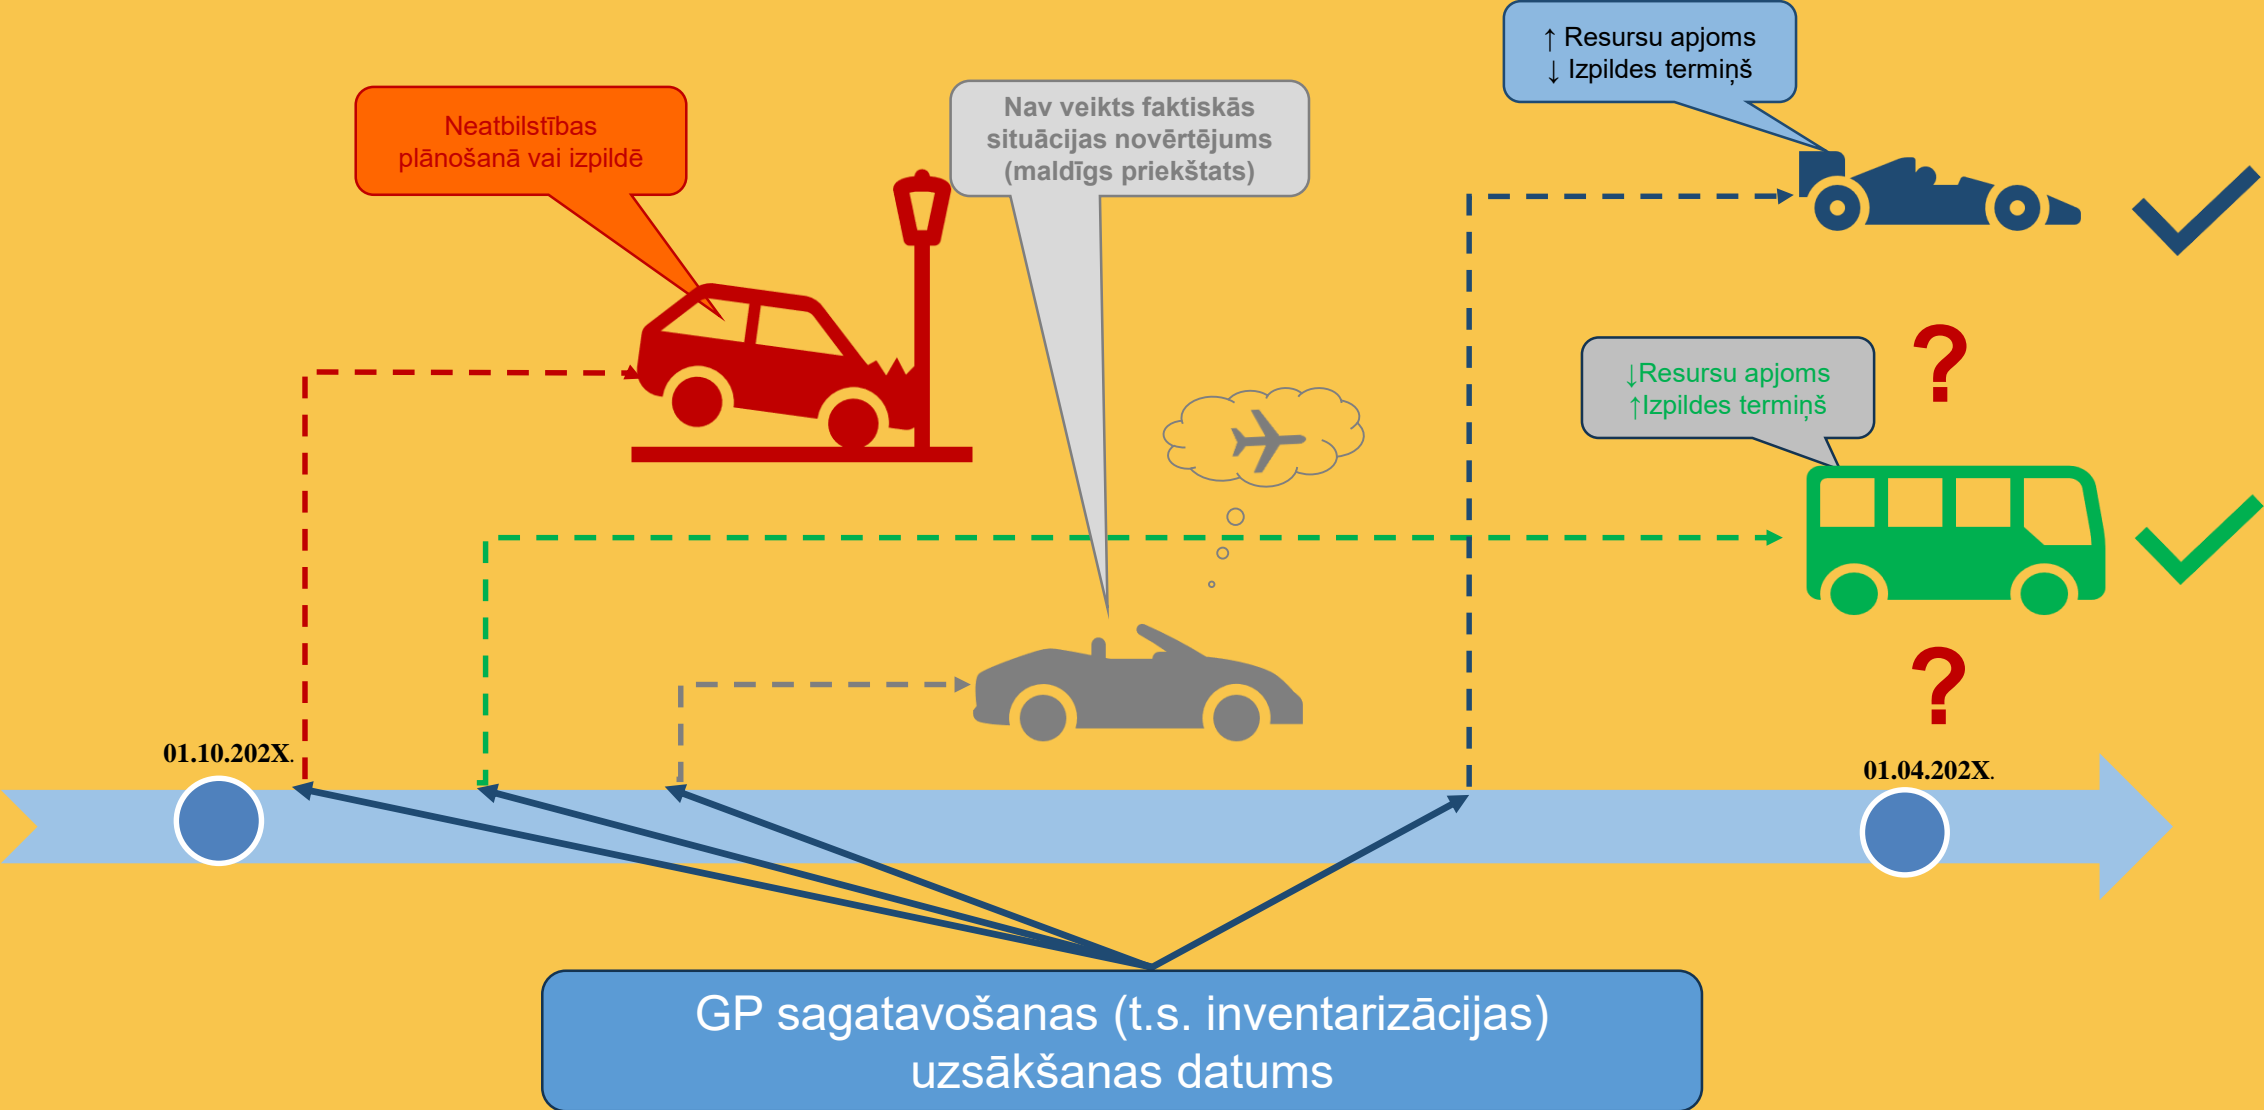 ↑ Resursu apjoms
↓ Izpildes termiņš
Neatbilstības
plānošanā vai izpildē
Nav veikts faktiskās
situācijas novērtējums
(maldīgs priekštats)
?
↓Resursu apjoms
↑Izpildes termiņš
?
01.10.202X.
01.04.202X.
GP sagatavošanas (t.s. inventarizācijas)
uzsākšanas datums